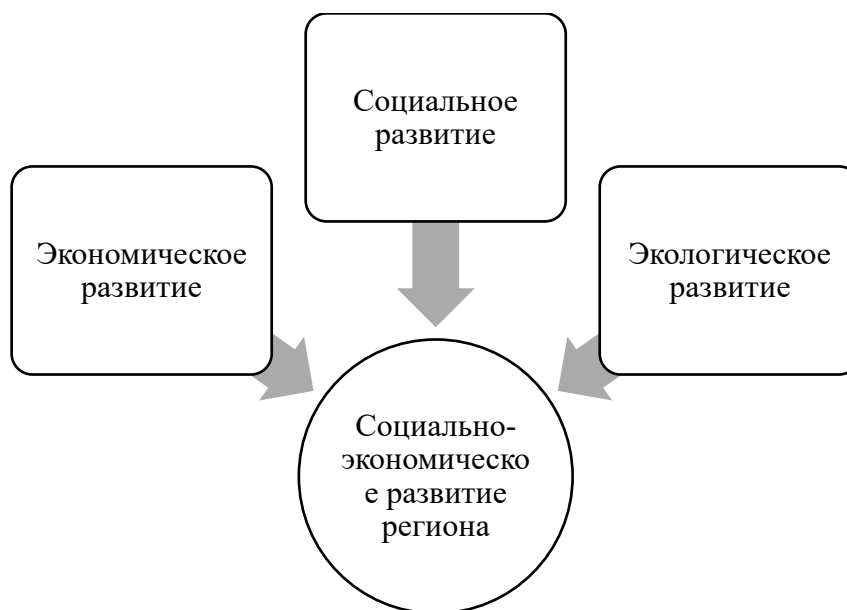 Социальное
развитие
Экономическое
развитие
Экологическое
развитие
Социально-
экономическо
е развитие
региона